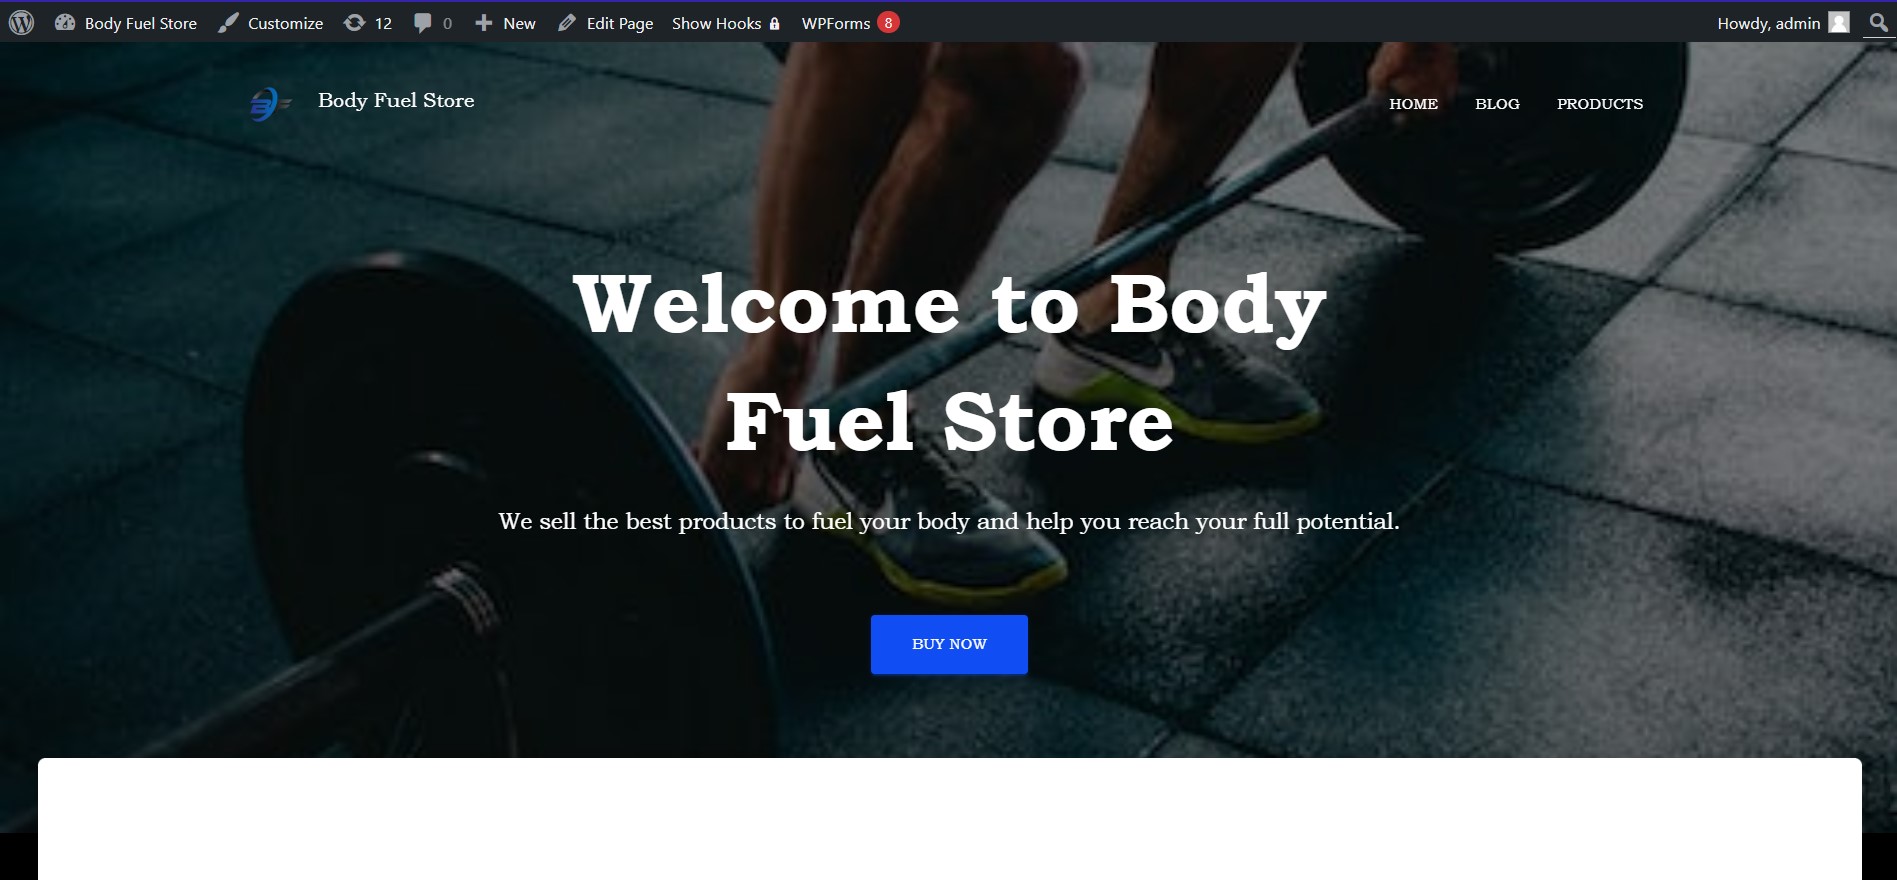 Body Fuel Store Customize 12 0 New Edit Page Show Hooks WPForms 8 Howdy, admin
Body Fuel Store HOME BLOG PRODUCTS
Welcome to Body
Fuel Store
We sell the best products to fuel your body and help you reach your full potential.
BUY NOW